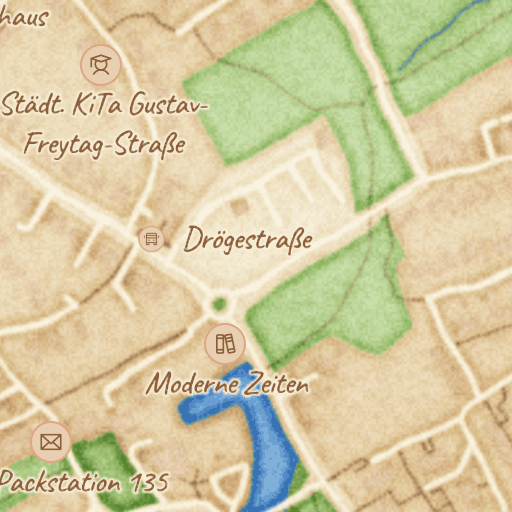 haus
Städt. KiTa Gustav-
Freytag-Straße
Drögestraße
Moderne Zeiten
Packstation 135